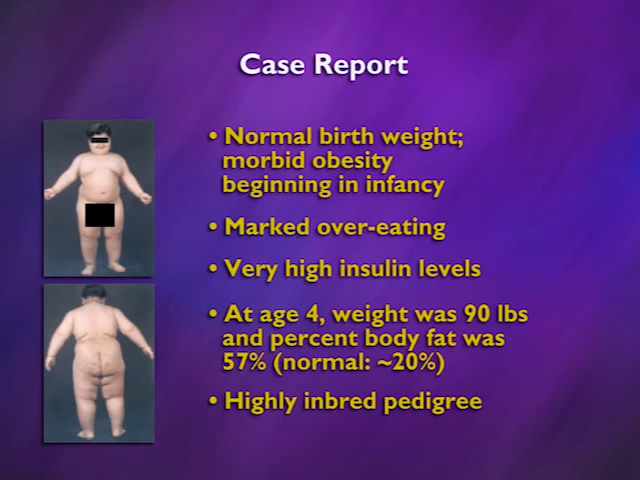 Case Report
• Normal birth weight;
morbid obesity
beginning in infancy
• Marked over-eating
• Very high insulin levels
• At age 4, weight was 90 lbs
and percent body fat was
57% (normal: ~20%)
• Highly inbred pedigree